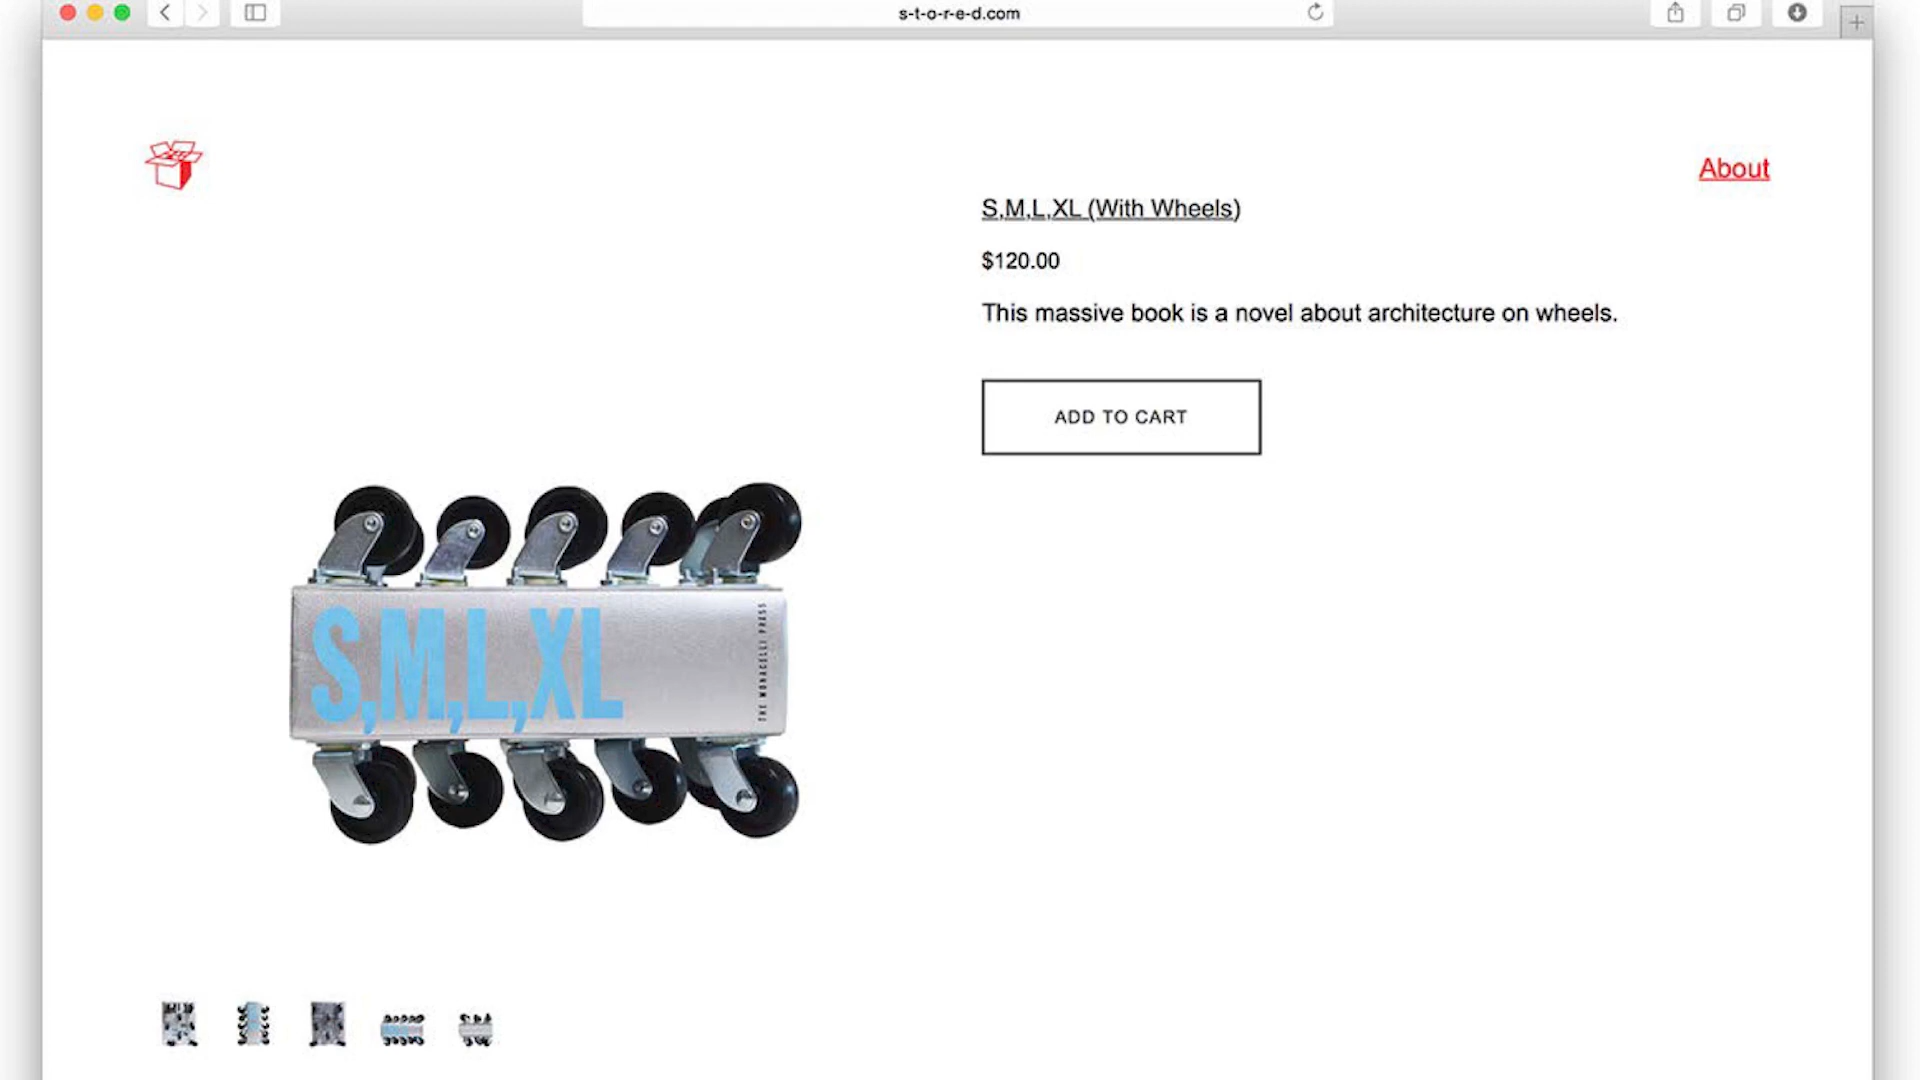 s-t-o-r-e-d.com
About
S,M,L,XL (With Wheels)
$120.00
This massive book is a novel about architecture on wheels.
ADD TO CART
S,M,L,XL
THE MONACELLI PRESS